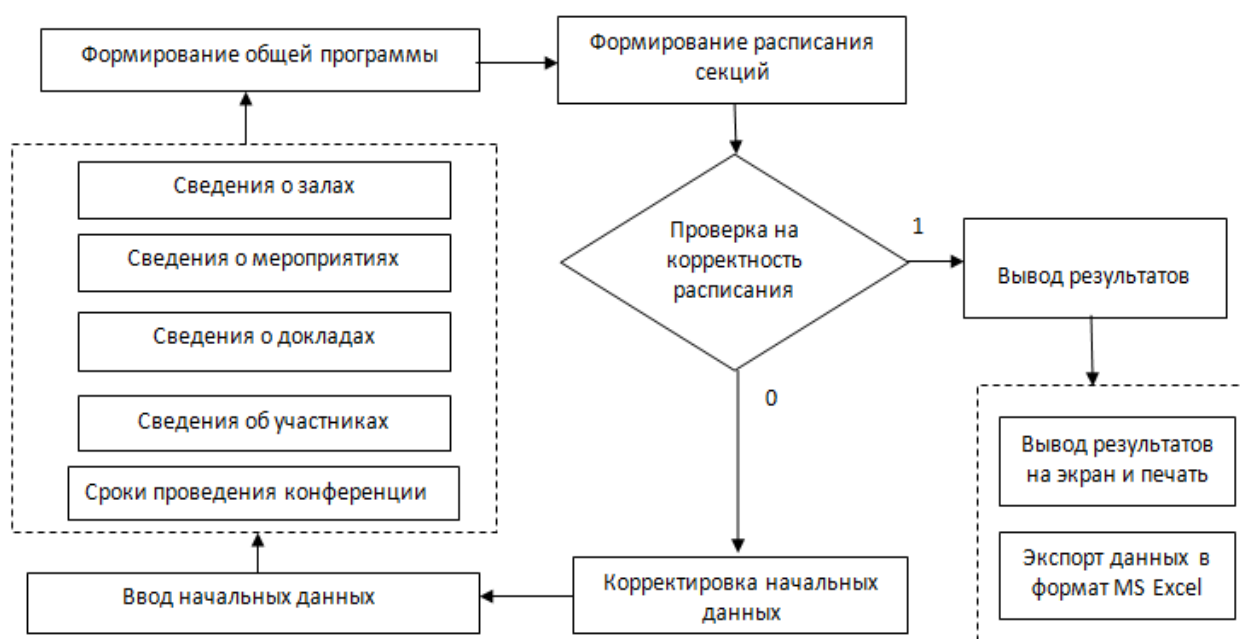 Формирование общей программы
Формирование расписания
секций
Сведения о залах
Сведения о мероприятиях
Сведения о докладах
Сведения об участниках
Сроки проведения конференции
Ввод начальных данных
Проверка на
корректность
расписания
1
0
Вывод результатов
Корректировка начальных
данных
Вывод результатов
на экран и печать
Экспорт данных в
формат MS Excel